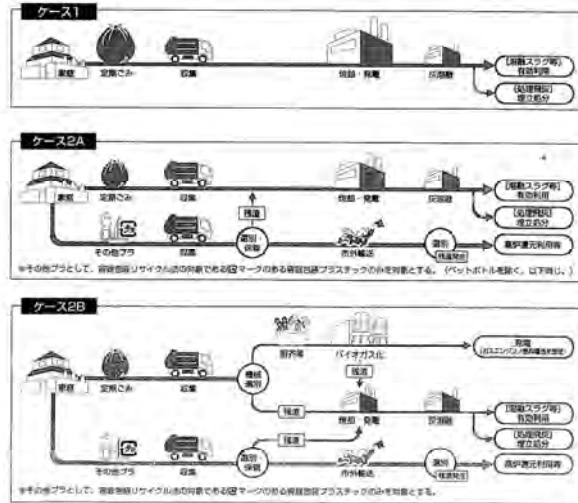 ケース1
家庭
定期ごみ
収集
焼却・発電
灰溶融
(溶融スラグ等)
有効利用
(処理飛灰)
埋立処分
ケース2A
家庭
定期ごみ
収集
焼却・発電
灰溶融
(溶融スラグ等)
有効利用
(処理飛灰)
埋立処分
残渣
その他プラ
収集
選別・
保管
市外輸送
選別
残渣発生
高炉還元利用等
※その他プラとして、容器包装リサイクル法の対象であるプラマークのある容器包装プラスチックのみを対象とする。(ペットボトルを除く。以下同じ。)
ケース2B
家庭
定期ごみ
収集
機械
選別
厨芥等
バイオガス化
発電
残渣
残渣
焼却・発電
灰溶融
(溶融スラグ等)
有効利用
(処理飛灰)
埋立処分
残渣
その他プラ
収集
選別・
保管
市外輸送
選別
残渣発生
高炉還元利用等
※その他プラとして、容器包装リサイクル法の対象であるプラマークのある容器包装プラスチックのみを対象とする。